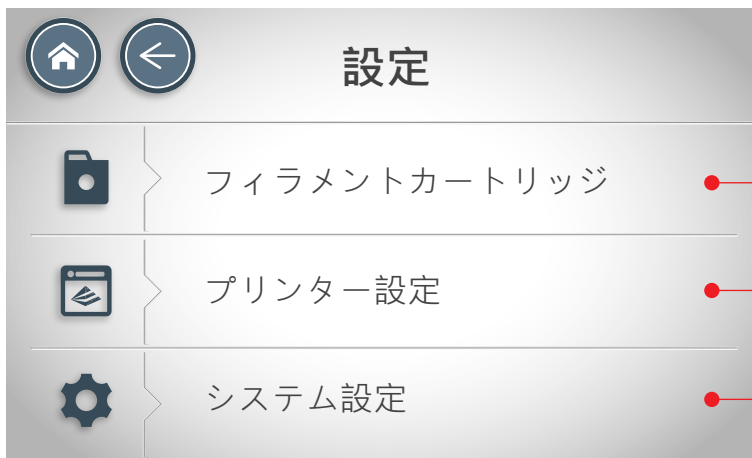 設定
フィラメントカートリッジ
プリンター設定
システム設定